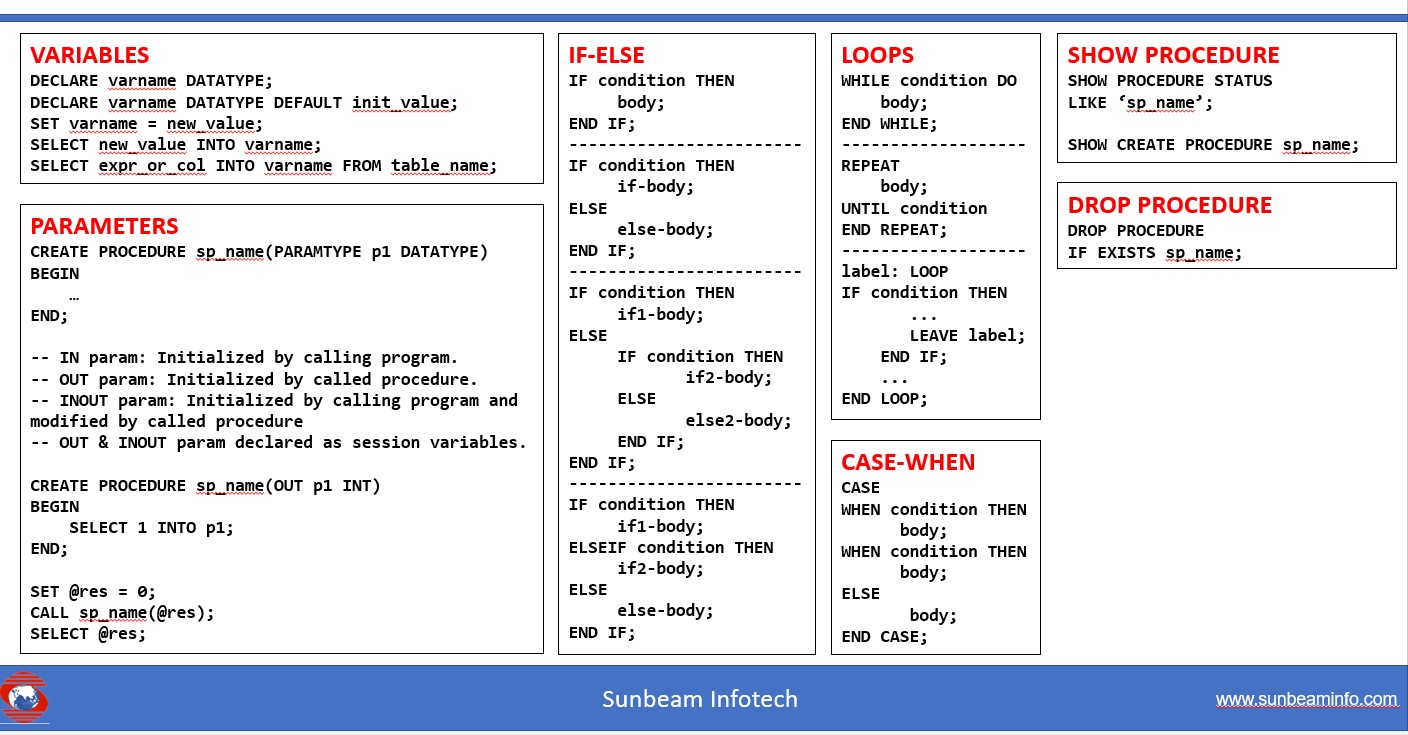 VARIABLES
DECLARE varname DATATYPE;
DECLARE varname DATATYPE DEFAULT init_value;
SET varname = new_value;
SELECT new_value INTO varname;
SELECT expr_or_col INTO varname FROM table_name;
PARAMETERS
CREATE PROCEDURE sp_name(PARAMTYPE p1 DATATYPE)
BEGIN
…
END;
-- IN param: Initialized by calling program.
-- OUT param: Initialized by called procedure.
-- INOUT param: Initialized by calling program and
modified by called procedure
-- OUT & INOUT param declared as session variables.
CREATE PROCEDURE sp_name(OUT p1 INT)
BEGIN
SELECT 1 INTO p1;
END;
SET @res = 0;
CALL sp_name(@res);
SELECT @res;
IF-ELSE
IF condition THEN
body;
END IF;
------------------------
IF condition THEN
if-body;
ELSE
else-body;
END IF;
------------------------
IF condition THEN
if1-body;
ELSE
IF condition THEN
if2-body;
ELSE
else2-body;
END IF;
END IF;
------------------------
IF condition THEN
if1-body;
ELSEIF condition THEN
if2-body;
ELSE
else-body;
END IF;
LOOPS
WHILE condition DO
body;
END WHILE;
-------------------
REPEAT
body;
UNTIL condition
END REPEAT;
-------------------
label: LOOP
IF condition THEN
...
LEAVE label;
END IF;
...
END LOOP;
CASE-WHEN
CASE
WHEN condition THEN
body;
WHEN condition THEN
body;
ELSE
body;
END CASE;
SHOW PROCEDURE
SHOW PROCEDURE STATUS
LIKE ‘sp_name’;
SHOW CREATE PROCEDURE sp_name;
DROP PROCEDURE
DROP PROCEDURE
IF EXISTS sp_name;
Sunbeam Infotech
www.sunbeaminfo.com